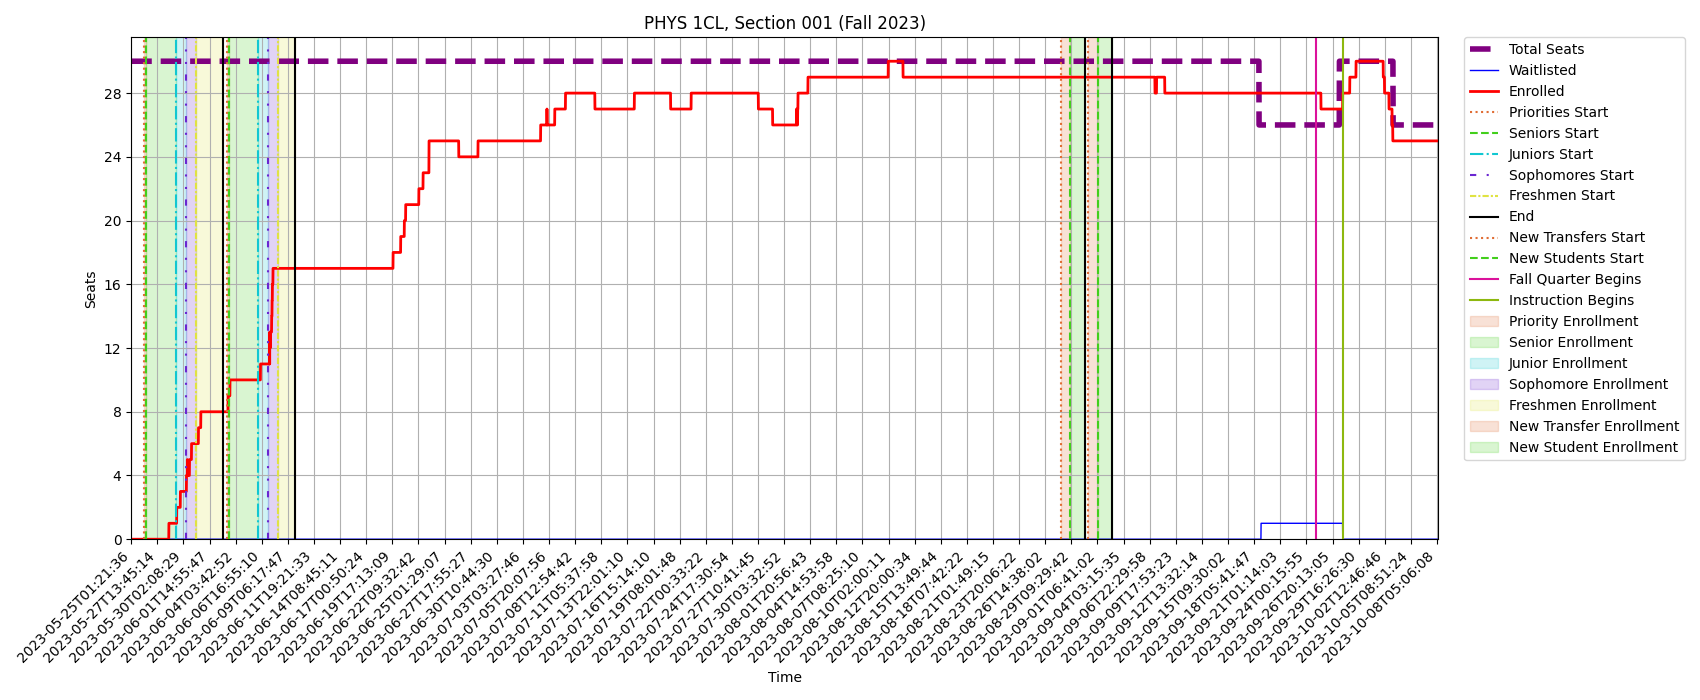 PHYS 1CL, Section 001 (Fall 2023)
Seats
28
24
20
16
12
8
4
0
2023-05-25T01:21:36
2023-05-27T13:45:14
2023-05-30T02:08:29
2023-06-01T14:55:47
2023-06-04T03:42:52
2023-06-06T16:55:10
2023-06-09T06:17:47
2023-06-11T19:21:33
2023-06-14T08:45:11
2023-06-17T00:50:24
2023-06-19T17:13:09
2023-06-22T09:32:42
2023-06-25T01:29:07
2023-06-27T17:55:27
2023-06-30T10:44:30
2023-07-03T03:27:46
2023-07-05T20:07:56
2023-07-08T12:54:42
2023-07-11T05:37:58
2023-07-13T22:01:10
2023-07-16T15:14:10
2023-07-19T08:01:48
2023-07-22T00:33:22
2023-07-24T17:30:54
2023-07-27T10:41:45
2023-07-30T03:32:52
2023-08-01T20:56:43
2023-08-04T14:53:58
2023-08-07T08:25:10
2023-08-10T02:00:11
2023-08-12T20:00:34
2023-08-15T13:49:44
2023-08-18T07:42:22
2023-08-21T01:49:15
2023-08-23T20:06:22
2023-08-26T14:38:02
2023-08-29T09:29:42
2023-09-01T06:41:02
2023-09-04T03:15:35
2023-09-06T22:29:58
2023-09-09T17:53:23
2023-09-12T13:32:14
2023-09-15T09:30:02
2023-09-18T05:41:47
2023-09-21T01:14:03
2023-09-24T00:15:55
2023-09-26T20:13:05
2023-09-29T16:26:30
2023-10-02T12:46:46
2023-10-05T08:51:24
2023-10-08T05:06:08
Time
Total Seats
Waitlisted
Enrolled
Priorities Start
Seniors Start
Juniors Start
Sophomores Start
Freshmen Start
End
New Transfers Start
New Students Start
Fall Quarter Begins
Instruction Begins
Priority Enrollment
Senior Enrollment
Junior Enrollment
Sophomore Enrollment
Freshmen Enrollment
New Transfer Enrollment
New Student Enrollment